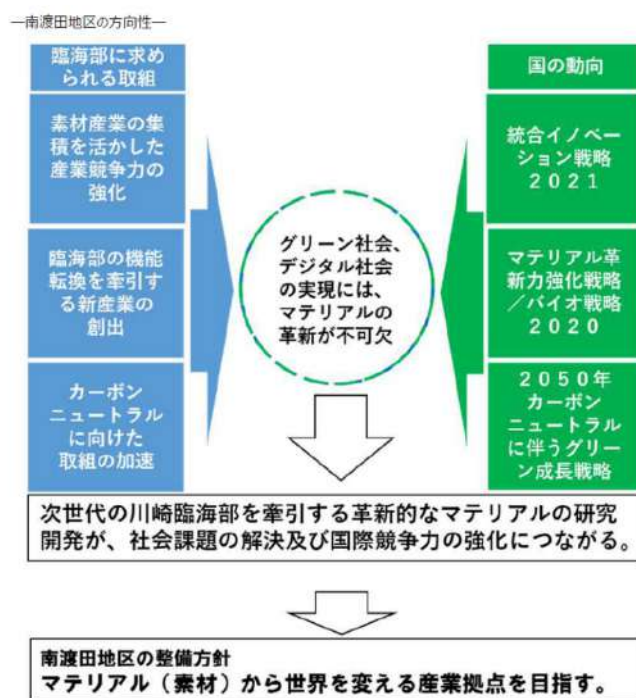 ―南渡田地区の方向性―
臨海部に求め
られる取組
素材産業の集
積を活かした
産業競争力の
強化
臨海部の機能
転換を牽引す
る新産業の
創出
カーボン
ニュートラル
に向けた
取組の加速
グリーン社会、
デジタル社会
の実現には、
マテリアルの
革新が不可欠
国の動向
統合イノベー
ション戦略
２０２１
マテリアル革
新力強化戦略
／バイオ戦略
２０２０
２０５０年
カーボン
ニュートラル
に伴うグリー
ン成長戦略
次世代の川崎臨海部を牽引する革新的なマテリアルの研究
開発が、社会課題の解決及び国際競争力の強化につながる。
南渡田地区の整備方針
マテリアル（素材）から世界を変える産業拠点を目指す。